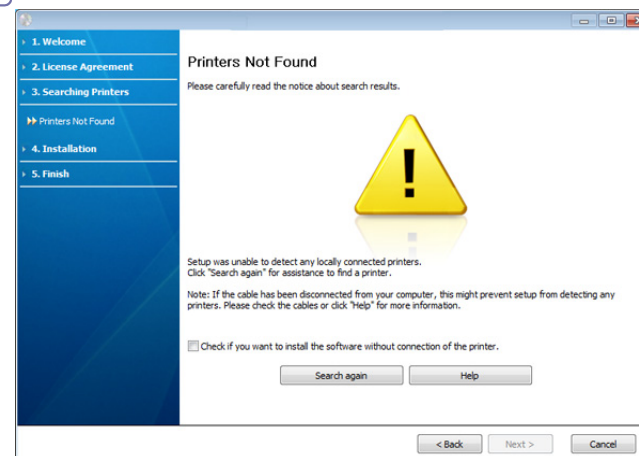 1. Welcome
2. License Agreement
3. Searching Printers
Printers Not Found
4. Installation
5. Finish
Printers Not Found
Please carefully read the notice about search results.
Setup was unable to detect any locally connected printers.
Click "Search again" for assistance to find a printer.
Note: If the cable has been disconnected from your computer, this might prevent setup from detecting any
printers. Please check the cables or click "Help" for more information.
Check if you want to install the software without connection of the printer.
Search again Help
< Back Next > Cancel